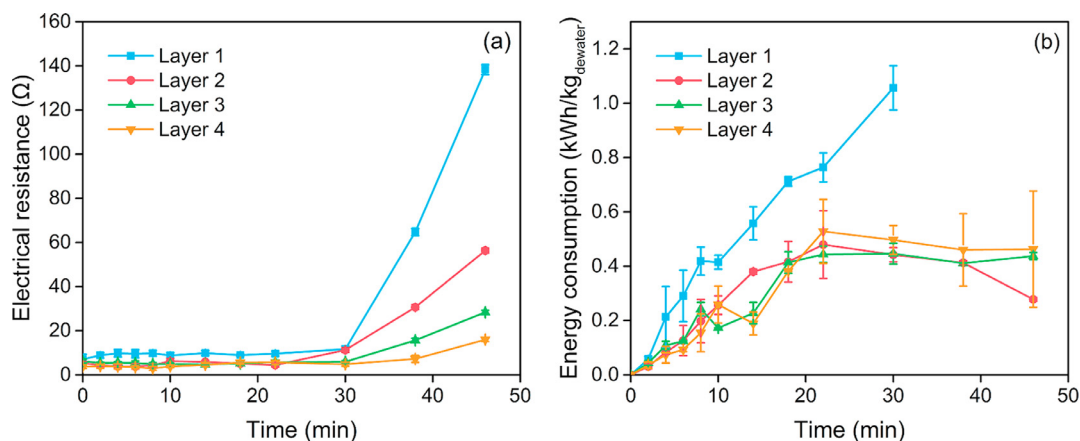 (a)
Layer 1
Layer 2
Layer 3
Layer 4
Electrical resistance (Ω)
160
140
120
100
80
60
40
20
0
0 10 20 30 40 50
Time (min)
(b)
Layer 1
Layer 2
Layer 3
Layer 4
Energy consumption (kWh/kgdewater)
1.2
1.0
0.8
0.6
0.4
0.2
0.0
0 10 20 30 40 50
Time (min)